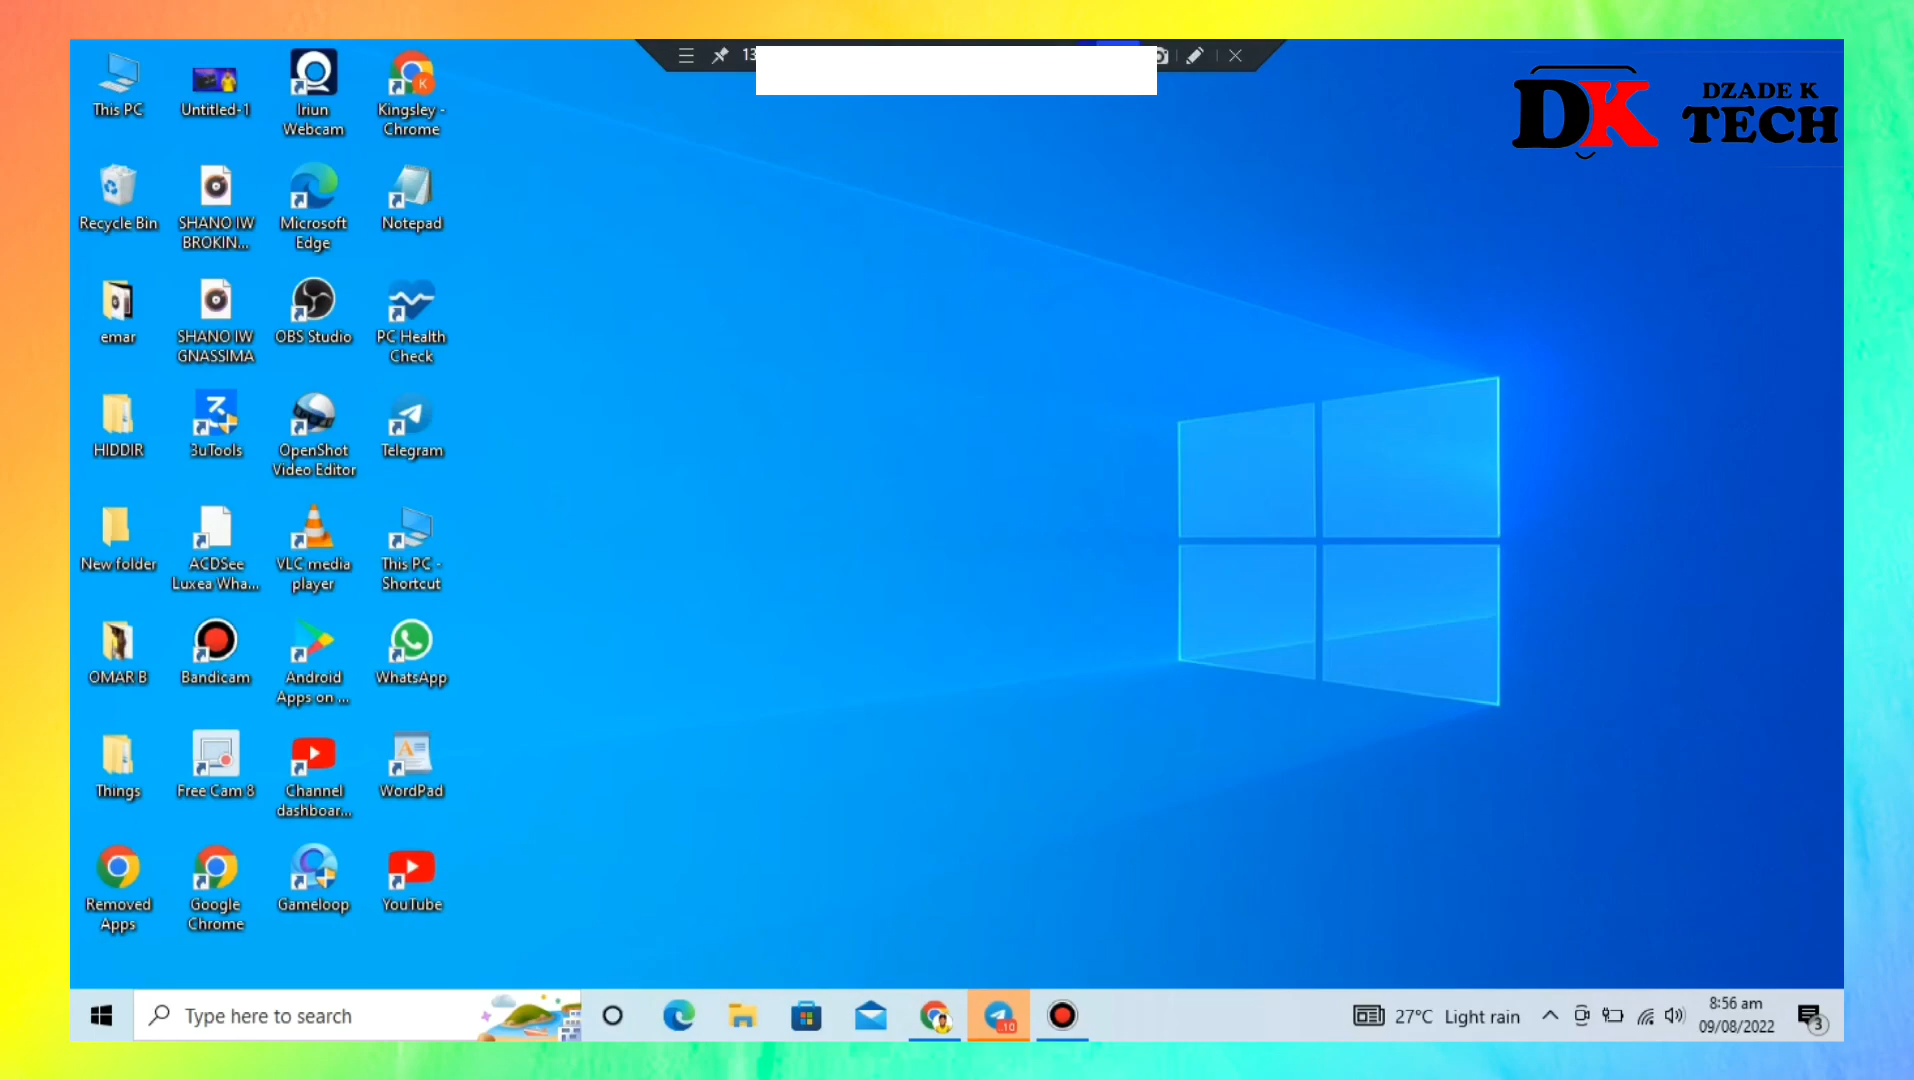 13
DZADE K
DK TECH
This PC
Untitled-1
Iriun
Webcam
Kingsley -
Chrome
K
Recycle Bin
SHANO IW
BROKIN...
Microsoft
Edge
Notepad
emar
SHANO IW
GNASSIMA
OBS Studio
PC Health
Check
HIDDIR
3uTools
OpenShot
Video Editor
Telegram
New folder
ACDSee
Luxea Wha...
VLC media
player
This PC -
Shortcut
OMAR B
Bandicam
Android
Apps on ...
WhatsApp
Things
Free Cam 8
Channel
dashboar...
WordPad
Removed
Apps
Google
Chrome
Gameloop
YouTube
Type here to search
10
27°C Light rain
8:56 am
09/08/2022
3